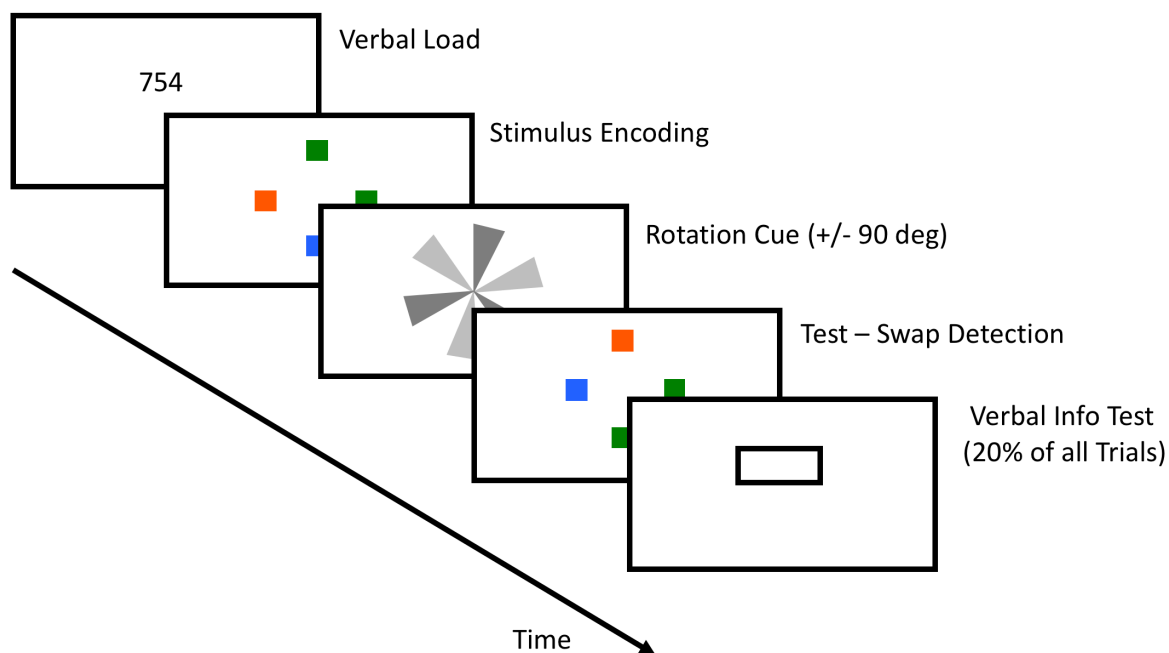 Verbal Load
754
Stimulus Encoding
Rotation Cue (+/- 90 deg)
Test – Swap Detection
Verbal Info Test
(20% of all Trials)
Time